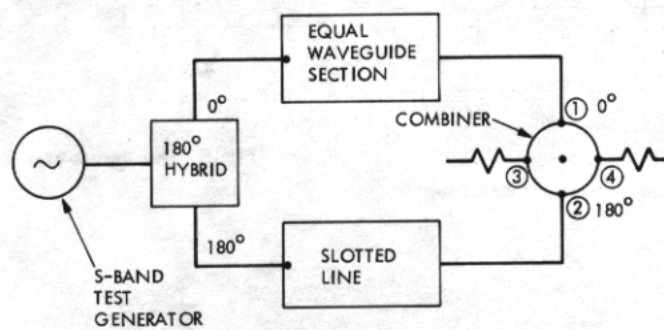 EQUAL
WAVEGUIDE
SECTION
0°
COMBINER
① 0°
180°
HYBRID
③
④
② 180°
180°
SLOTTED
LINE
S-BAND
TEST
GENERATOR